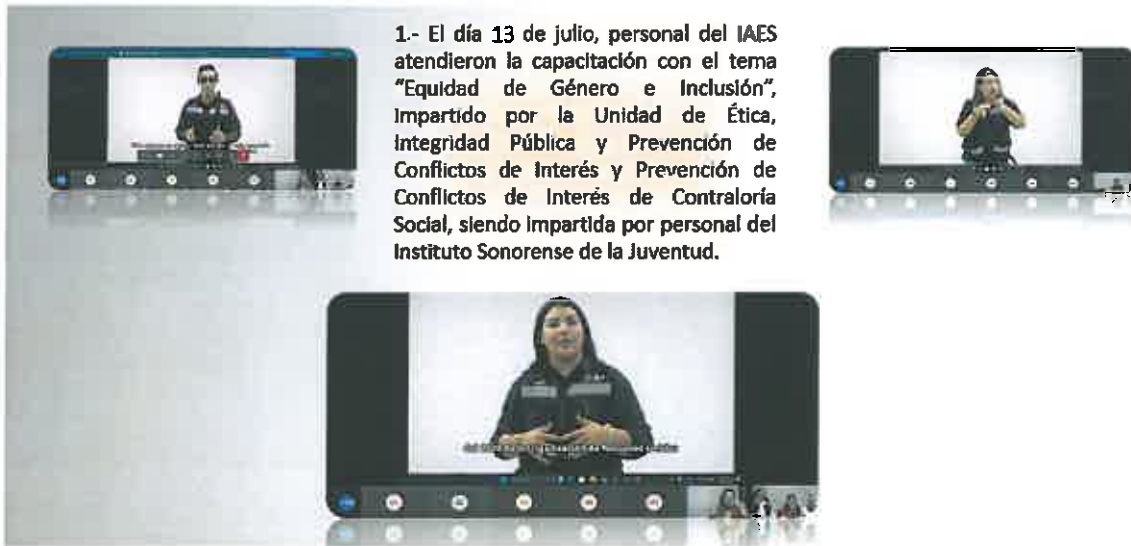 1.- El día 13 de julio, personal del IAES
atendieron la capacitación con el tema
"Equidad de Género e Inclusión",
impartido por la Unidad de Ética,
Integridad Pública y Prevención de
Conflictos de Interés y Prevención de
Conflictos de Interés de Contraloría
Social, siendo impartida por personal del
Instituto Sonorense de la Juventud.